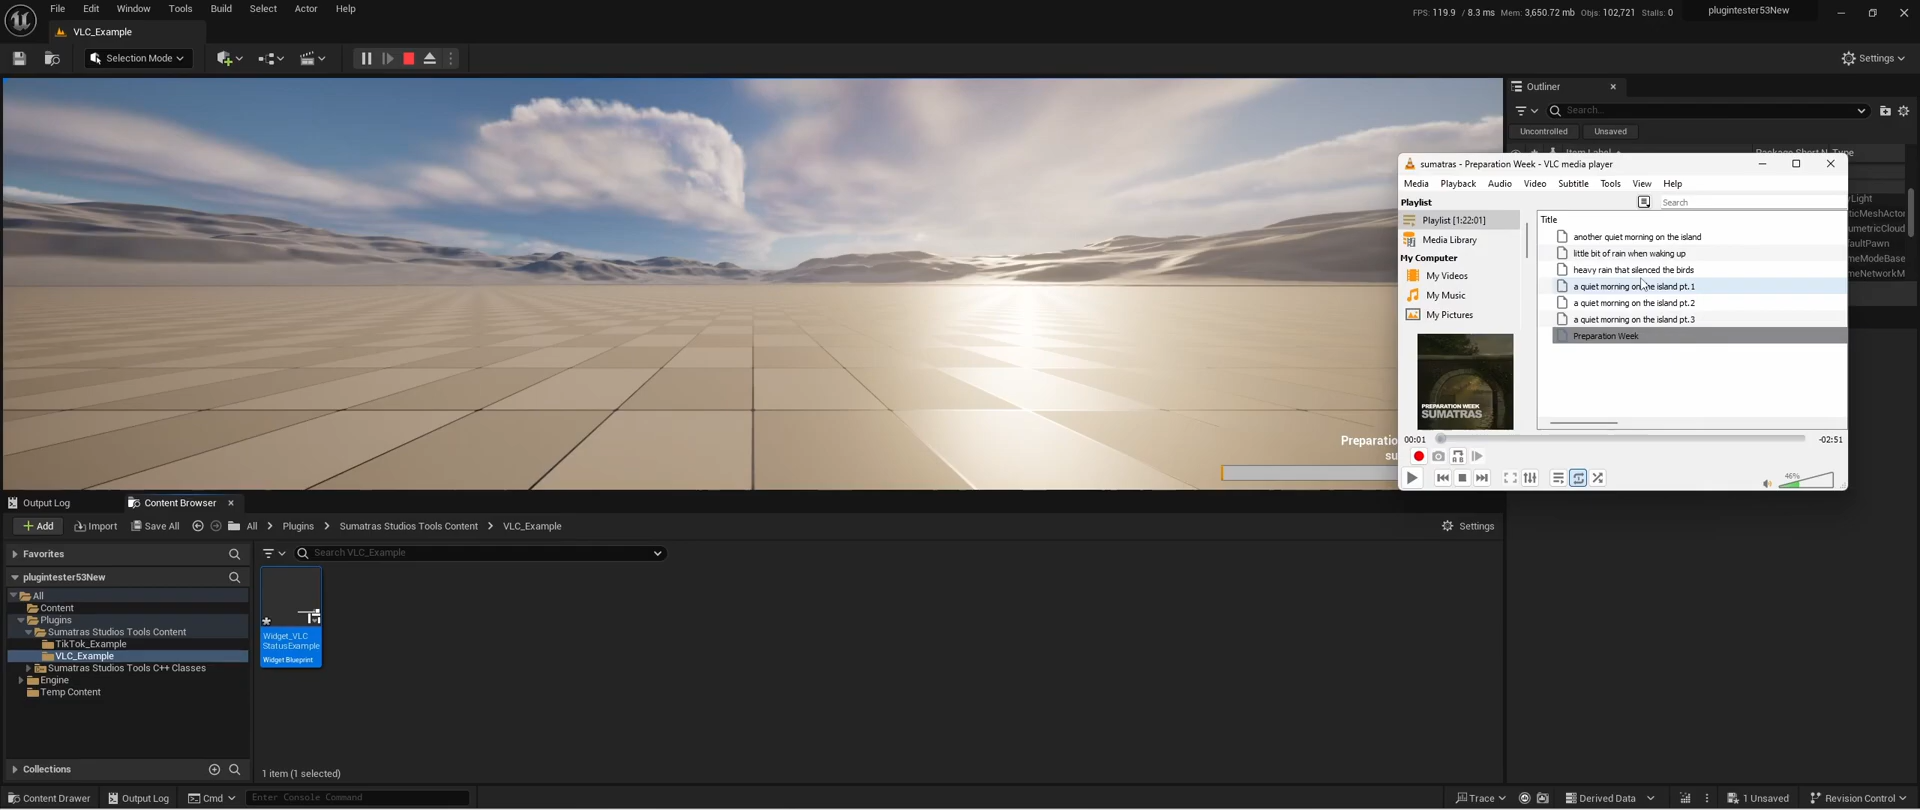 File Edit Window Tools Build Select Actor Help
FPS: 119.9 / 8.3 ms Mem: 3,650.72 mb Objs: 102,721 Stalls: 0
plugintester53New
VLC_Example
Selection Mode
Settings
Outliner
Search...
Uncontrolled Unsaved
Item Label Package Short N Type
sumatras - Preparation Week - VLC media player
Media Playback Audio Video Subtitle Tools View Help
Playlist
Search
Playlist [1:22:01]
Media Library
My Computer
My Videos
My Music
My Pictures
Title
another quiet morning on the island
little bit of rain when waking up
heavy rain that silenced the birds
a quiet morning on the island pt.1
a quiet morning on the island pt.2
a quiet morning on the island pt.3
Preparation Week
PREPARATION WEEK
SUMATRAS
00:01
-02:51
46%
Preparatio
su
Output Log
Content Browser
Add Import Save All All Plugins Sumatras Studios Tools Content VLC_Example
Settings
Favorites
Search VLC_Example
plugintester53New
All
Content
Plugins
Sumatras Studios Tools Content
TikTok_Example
VLC_Example
Sumatras Studios Tools C++ Classes
Engine
Temp Content
Widget_VLC
StatusExample
Widget Blueprint
Collections
1 item (1 selected)
Content Drawer Output Log Cmd Enter Console Command
Trace Derived Data 1 Unsaved Revision Control